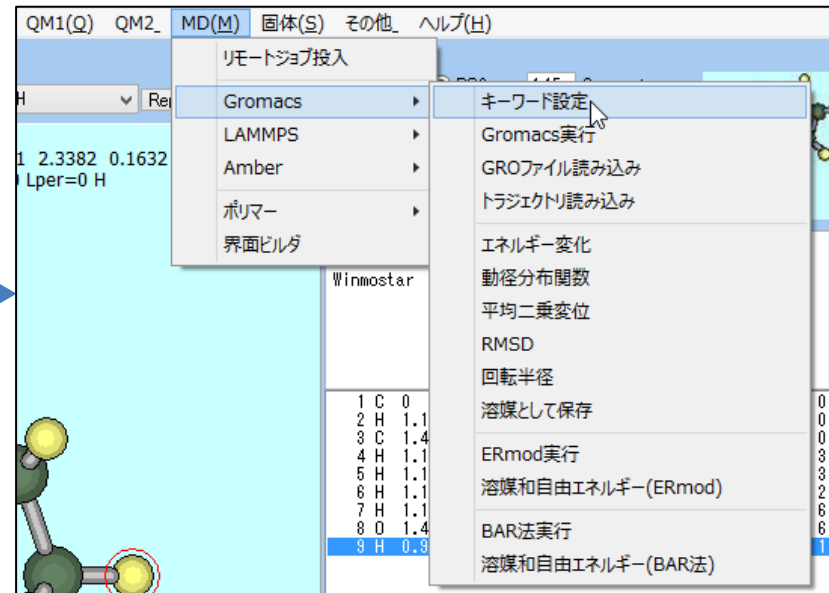 QM1(Q) QM2_ MD(M) 固体(S) その他_ ヘルプ(H)
リモートジョブ投入
Gromacs
LAMMPS
Amber
ポリマー
界面ビルダ
キーワード設定
Gromacs実行
GROファイル読み込み
トラジェクトリ読み込み
エネルギー変化
動径分布関数
平均二乗変位
RMSD
回転半径
溶媒として保存
ERmod実行
溶媒和自由エネルギー(ERmod)
BAR法実行
溶媒和自由エネルギー(BAR法)
H
1 2.3382 0.1632
Lper=0 H
Winmostar
1 C 0 0
2 H 1.1 0
3 C 1.4 0
4 H 1.1 3
5 H 1.1 3
6 H 1.1 2
7 H 1.1 6
8 O 1.4 6
9 H 0.9 1